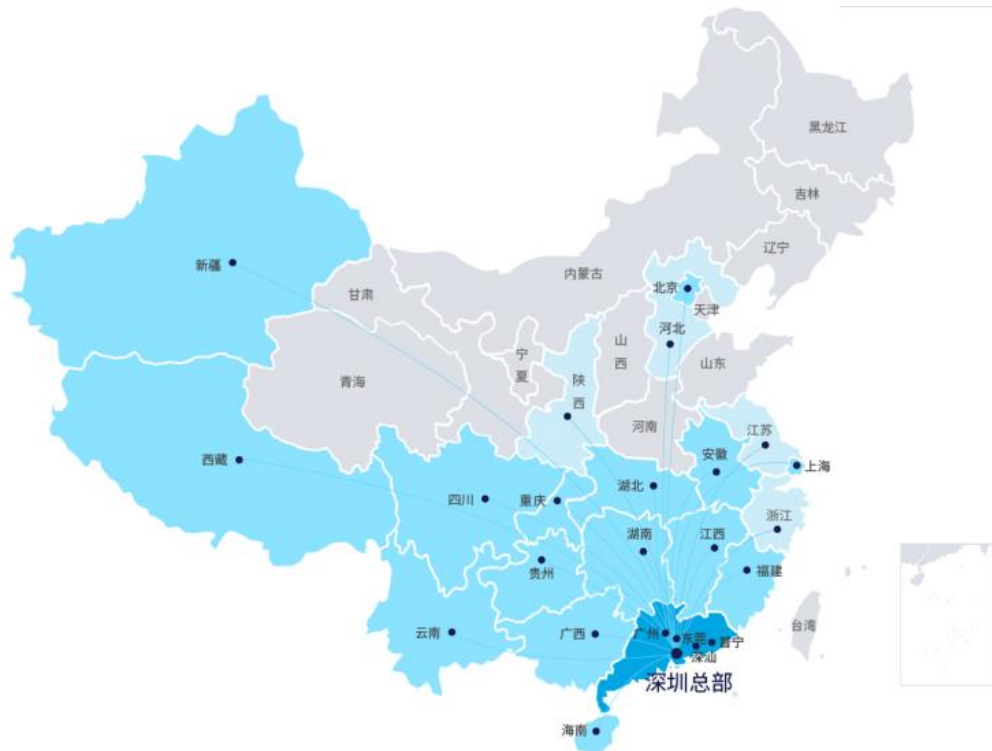 黑龙江
吉林
辽宁
内蒙古
新疆
甘肃
北京
天津
河北
山西
宁夏
山东
青海
陕西
河南
江苏
安徽
上海
西藏
四川
重庆
湖北
浙江
湖南
江西
贵州
福建
台湾
云南
广西
广州
东莞
普宁
深汕
深圳总部
海南